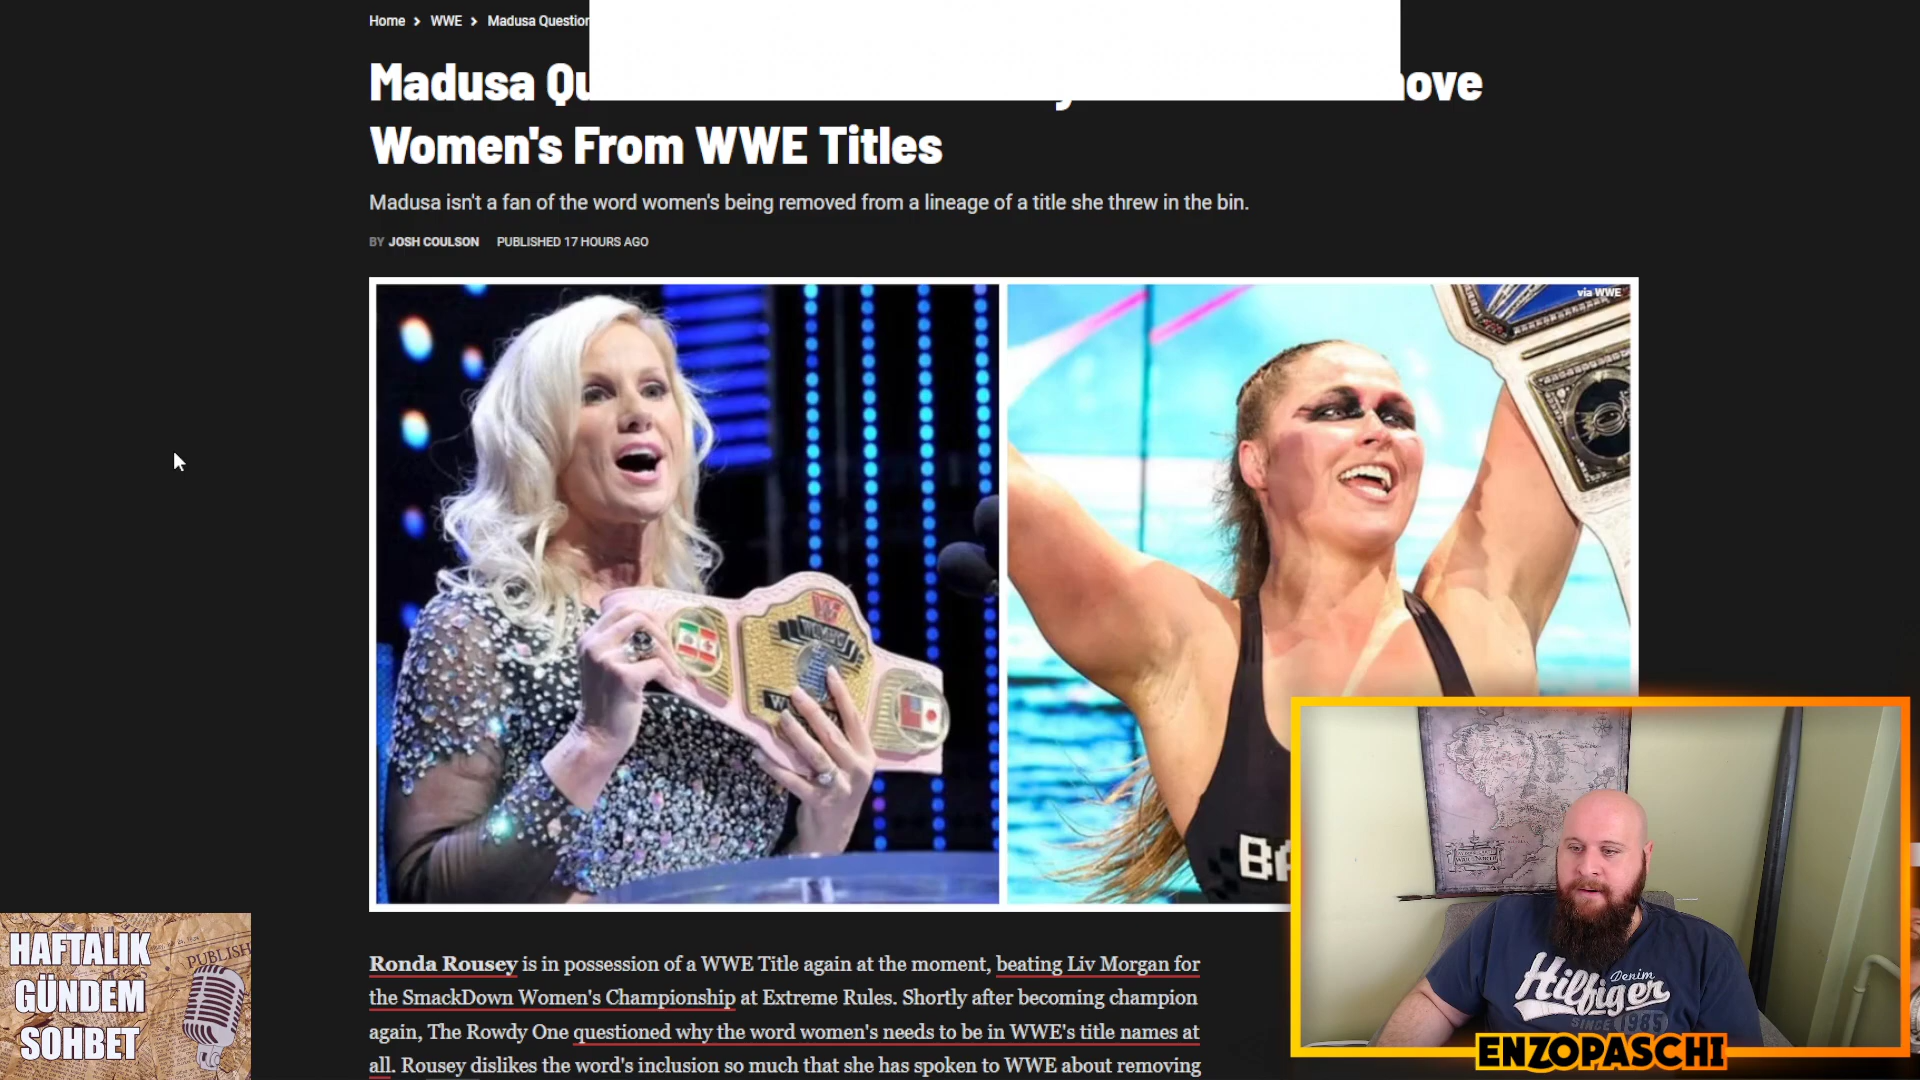 Home > WWE > Madusa Question
Madusa Qu
ove
Women's From WWE Titles
Madusa isn't a fan of the word women's being removed from a lineage of a title she threw in the bin.
BY JOSH COULSON PUBLISHED 17 HOURS AGO
via WWE
BA
Ronda Rousey is in possession of a WWE Title again at the moment, beating Liv Morgan for
the SmackDown Women's Championship at Extreme Rules. Shortly after becoming champion
again, The Rowdy One questioned why the word women's needs to be in WWE's title names at
all. Rousey dislikes the word's inclusion so much that she has spoken to WWE about removing
HAFTALIK
GÜNDEM
SOHBET
PUBLISH
Hilfiger
Denim
SINCE 1985
ENZOPASCHI